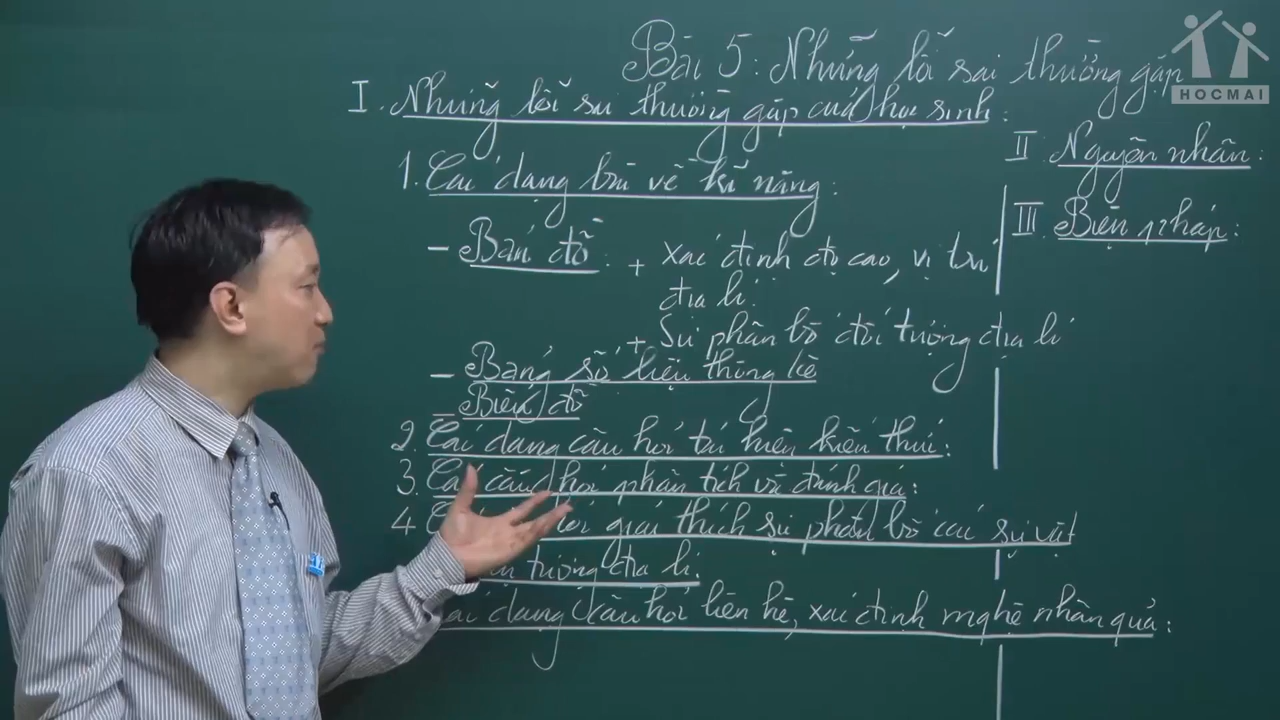 Bài 5: Những lỗi sai thường gặp
HOCMAI
I. Những lỗi sai thường gặp của học sinh:
1. Các dạng bài về kĩ năng:
- Bản đồ: + xác định độ cao, vị trí
địa lí.
+ Sự phân bố đối tượng địa lí
- Bảng số liệu thống kê
- Biểu đồ
2. Các dạng câu hỏi tái hiện kiến thức:
3. Các câu hỏi phân tích và đánh giá:
4. giải thích sự phân bố các sự vật
tượng địa lí.
dạng câu hỏi liên hệ, xác định mqhệ nhân quả:
II Nguyên nhân:
III Biện pháp: